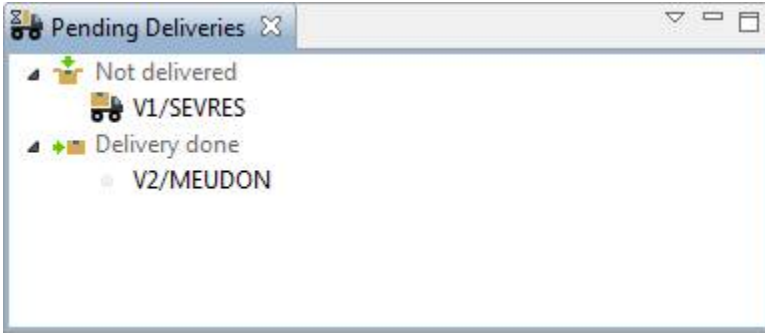 Pending Deliveries
Not delivered
V1/SEVRES
Delivery done
V2/MEUDON